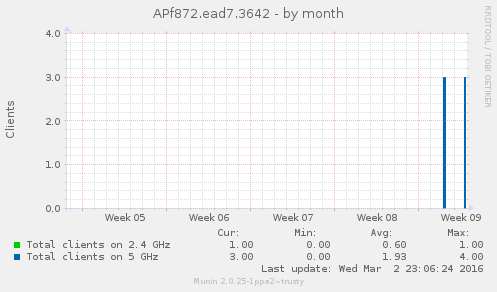 APf872.ead7.3642 - by month
RRDTOOL / TOBI OETIKER
Clients
4.0
3.0
2.0
1.0
0.0
Week 05 Week 06 Week 07 Week 08 Week 09
Cur: Min: Avg: Max:
Total clients on 2.4 GHz 1.00 0.00 0.60 1.00
Total clients on 5 GHz 3.00 0.00 1.93 4.00
Last update: Wed Mar 2 23:06:24 2016
Munin 2.0.25-1ppa2~trusty